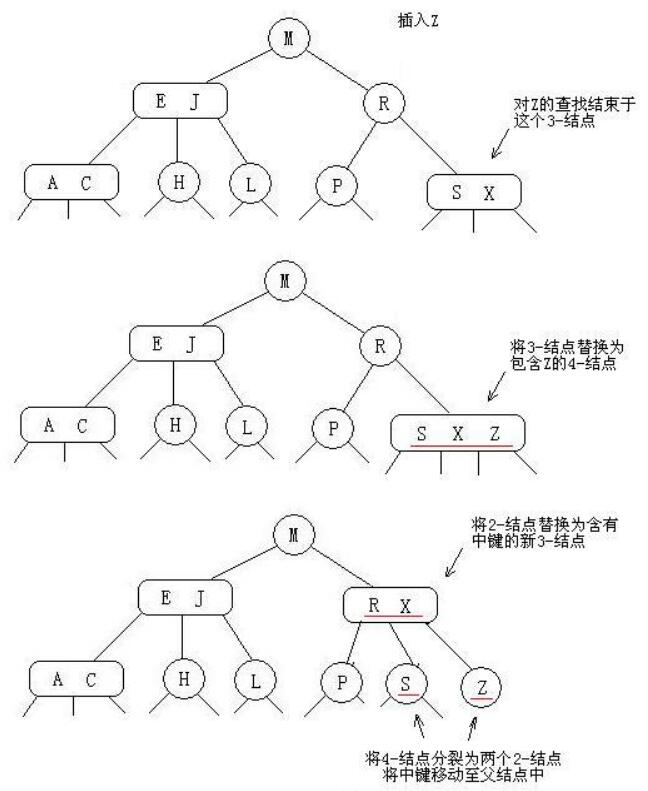 插入Z
M
E J
R
对Z的查找结束于
这个3-结点
A C
H
L
P
S X
M
E J
R
将3-结点替换为
包含Z的4-结点
A C
H
L
P
S X Z
将2-结点替换为含有
中键的新3-结点
M
E J
R X
A C
H
L
P
S
Z
将4-结点分裂为两个2-结点
将中键移动至父结点中